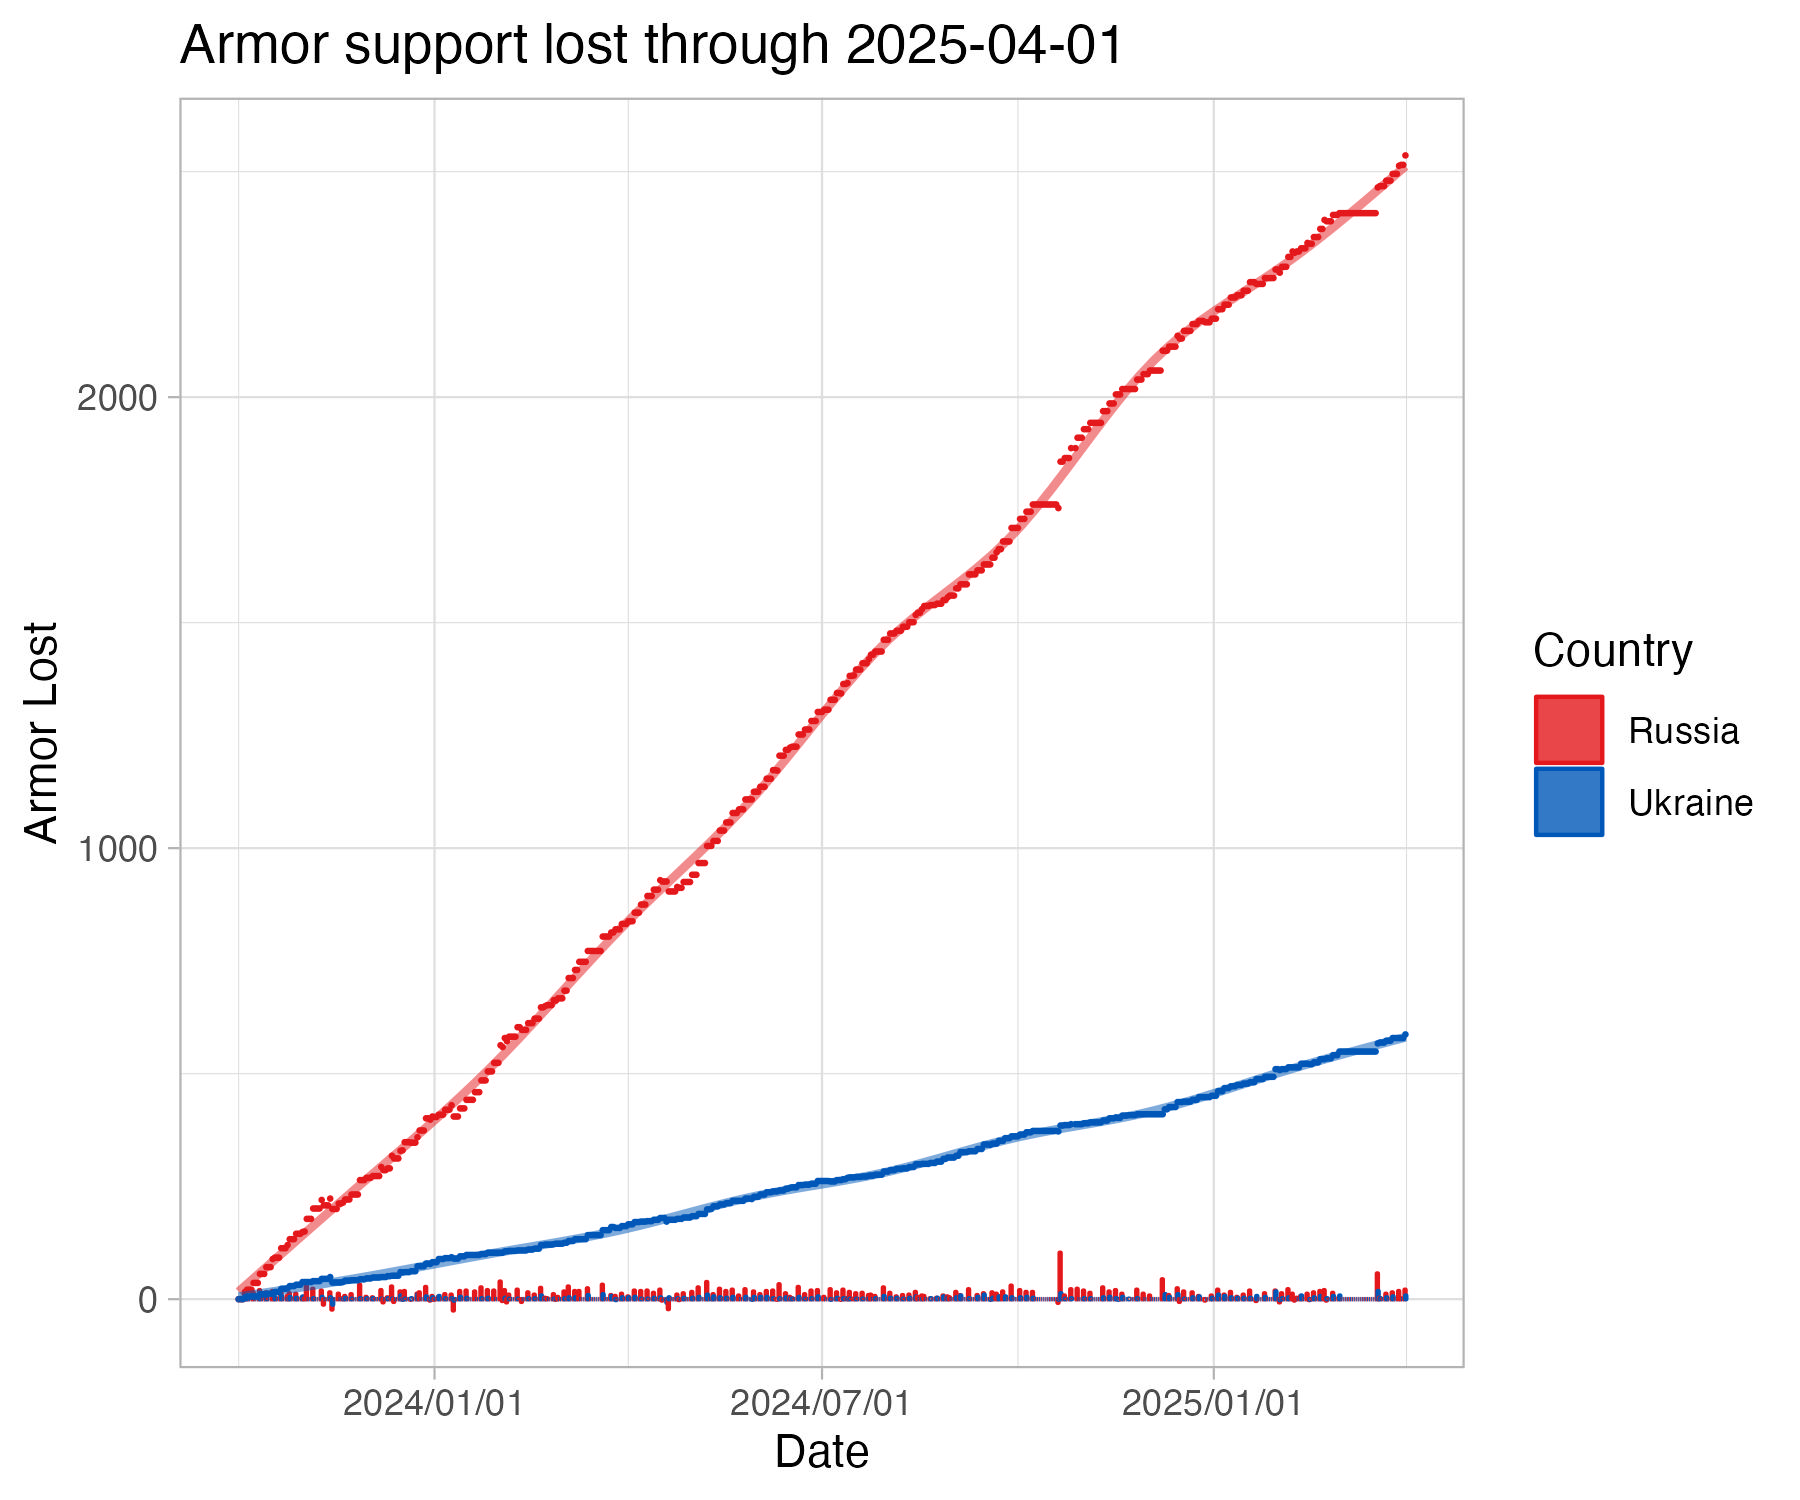 Armor support lost through 2025-04-01
Armor Lost
2000
1000
0
2024/01/01
2024/07/01
2025/01/01
Date
Country
Russia
Ukraine